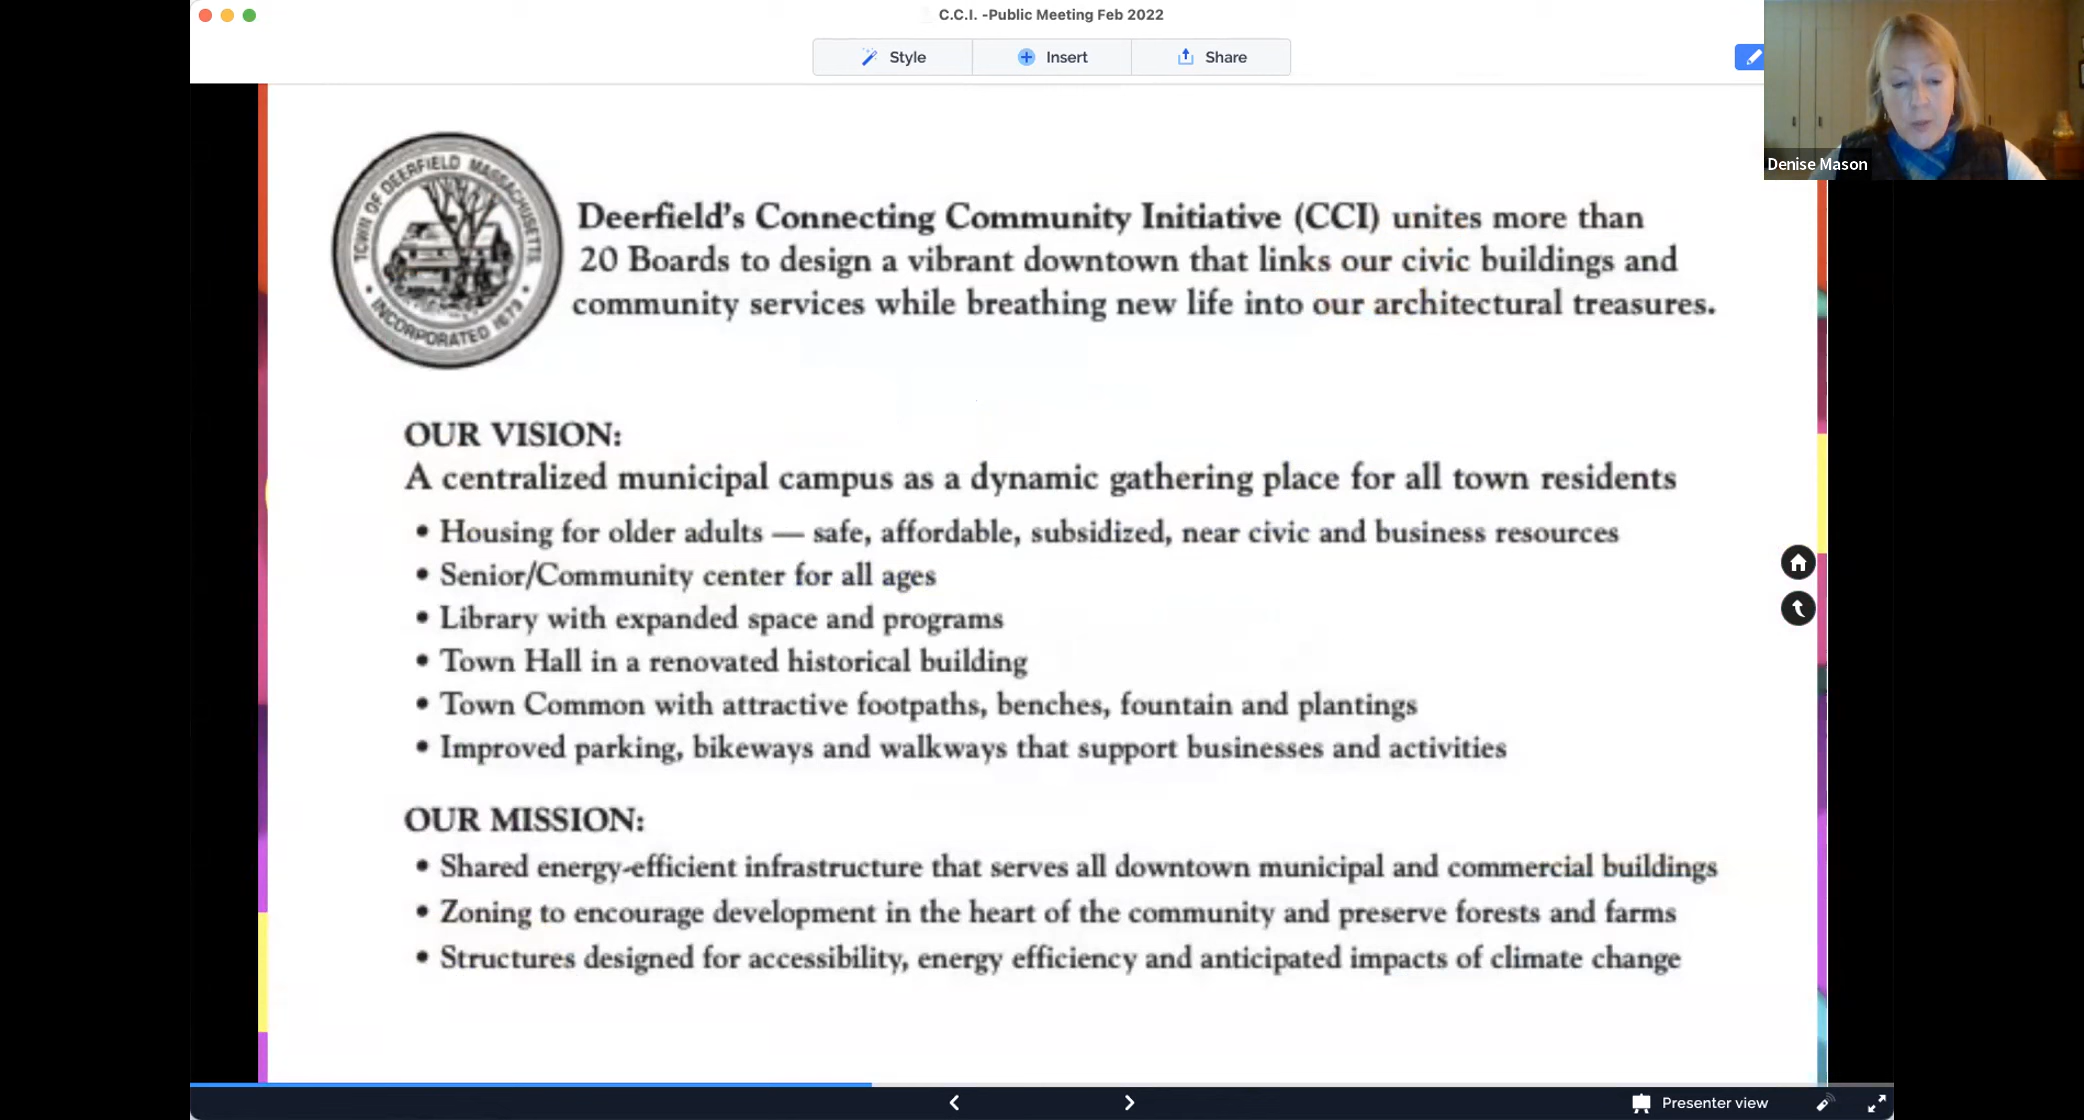 C.C.I. -Public Meeting Feb 2022
Style
Insert
Share
Denise Mason
TOWN OF DEERFIELD MASSACHUSETTS
• INCORPORATED 1673 •
Deerfield's Connecting Community Initiative (CCI) unites more than
20 Boards to design a vibrant downtown that links our civic buildings and
community services while breathing new life into our architectural treasures.
OUR VISION:
A centralized municipal campus as a dynamic gathering place for all town residents
• Housing for older adults — safe, affordable, subsidized, near civic and business resources
• Senior/Community center for all ages
• Library with expanded space and programs
• Town Hall in a renovated historical building
• Town Common with attractive footpaths, benches, fountain and plantings
• Improved parking, bikeways and walkways that support businesses and activities
OUR MISSION:
• Shared energy-efficient infrastructure that serves all downtown municipal and commercial buildings
• Zoning to encourage development in the heart of the community and preserve forests and farms
• Structures designed for accessibility, energy efficiency and anticipated impacts of climate change
Presenter view